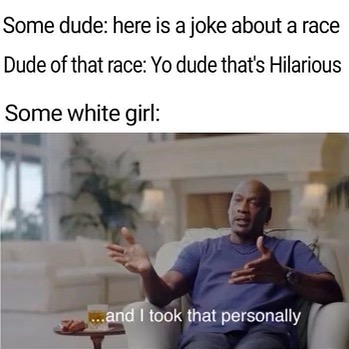 Some dude: here is a joke about a race
Dude of that race: Yo dude that's Hilarious
Some white girl:
...and I took that personally